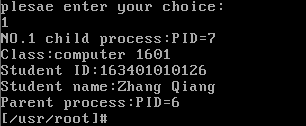 plesae enter your choice:
1
NO.1 child process:PID=7
Class:computer 1601
Student ID:163401010126
Student name:Zhang Qiang
Parent process:PID=6
[/usr/root]#